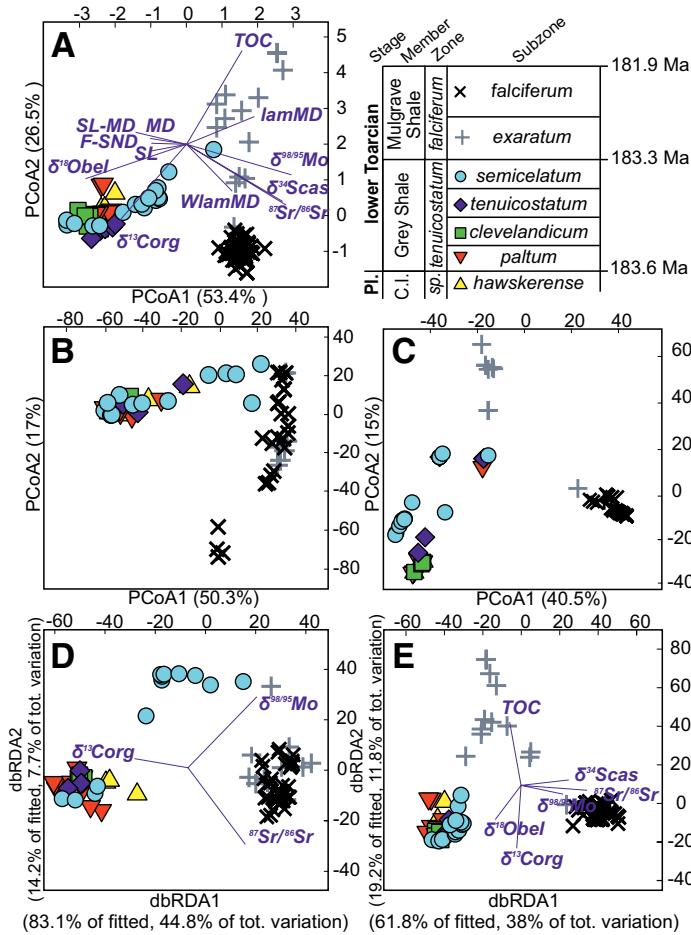 -3 -2 -1 0 1 2 3
A
TOC
lamMD
SL-MD MD
F-SND
SL
δ98/95Mo
δ18Obel
δ34Scas
WlamMD
87Sr/86Sr
δ13Corg
5
4
3
2
1
0
-1
PCoA2 (26.5%)
PCoA1 (53.4% )
Stage
Member
Zone
Subzone
181.9 Ma
183.3 Ma
183.6 Ma
lower Toarcian
Pl.
Mulgrave Shale
Grey Shale
C.I.
falciferum
tenuicostatum
sp.
falciferum
exaratum
semicelatum
tenuicostatum
clevelandicum
paltum
hawskerense
-80 -60 -40 -20 0 20 40
B
40
20
0
-20
-40
-60
-80
PCoA2 (17%)
PCoA1 (50.3%)
-40 -20 0 20 40 60
C
60
40
20
0
-20
-40
PCoA2 (15%)
PCoA1 (40.5%)
-60 -40 -20 0 20 40
D
δ98/95Mo
δ13Corg
87Sr/86Sr
40
20
0
-20
-40
dbRDA2
(14.2% of fitted, 7.7% of tot. variation)
dbRDA1
(83.1% of fitted, 44.8% of tot. variation)
-60 -40 -20 0 20 40 60
E
TOC
δ34Scas
87Sr/86Sr
δ98/95Mo
δ18Obel
δ13Corg
80
60
40
20
0
-20
-40
dbRDA2
(19.2% of fitted, 11.8% of tot. variation)
dbRDA1
(61.8% of fitted, 38% of tot. variation)